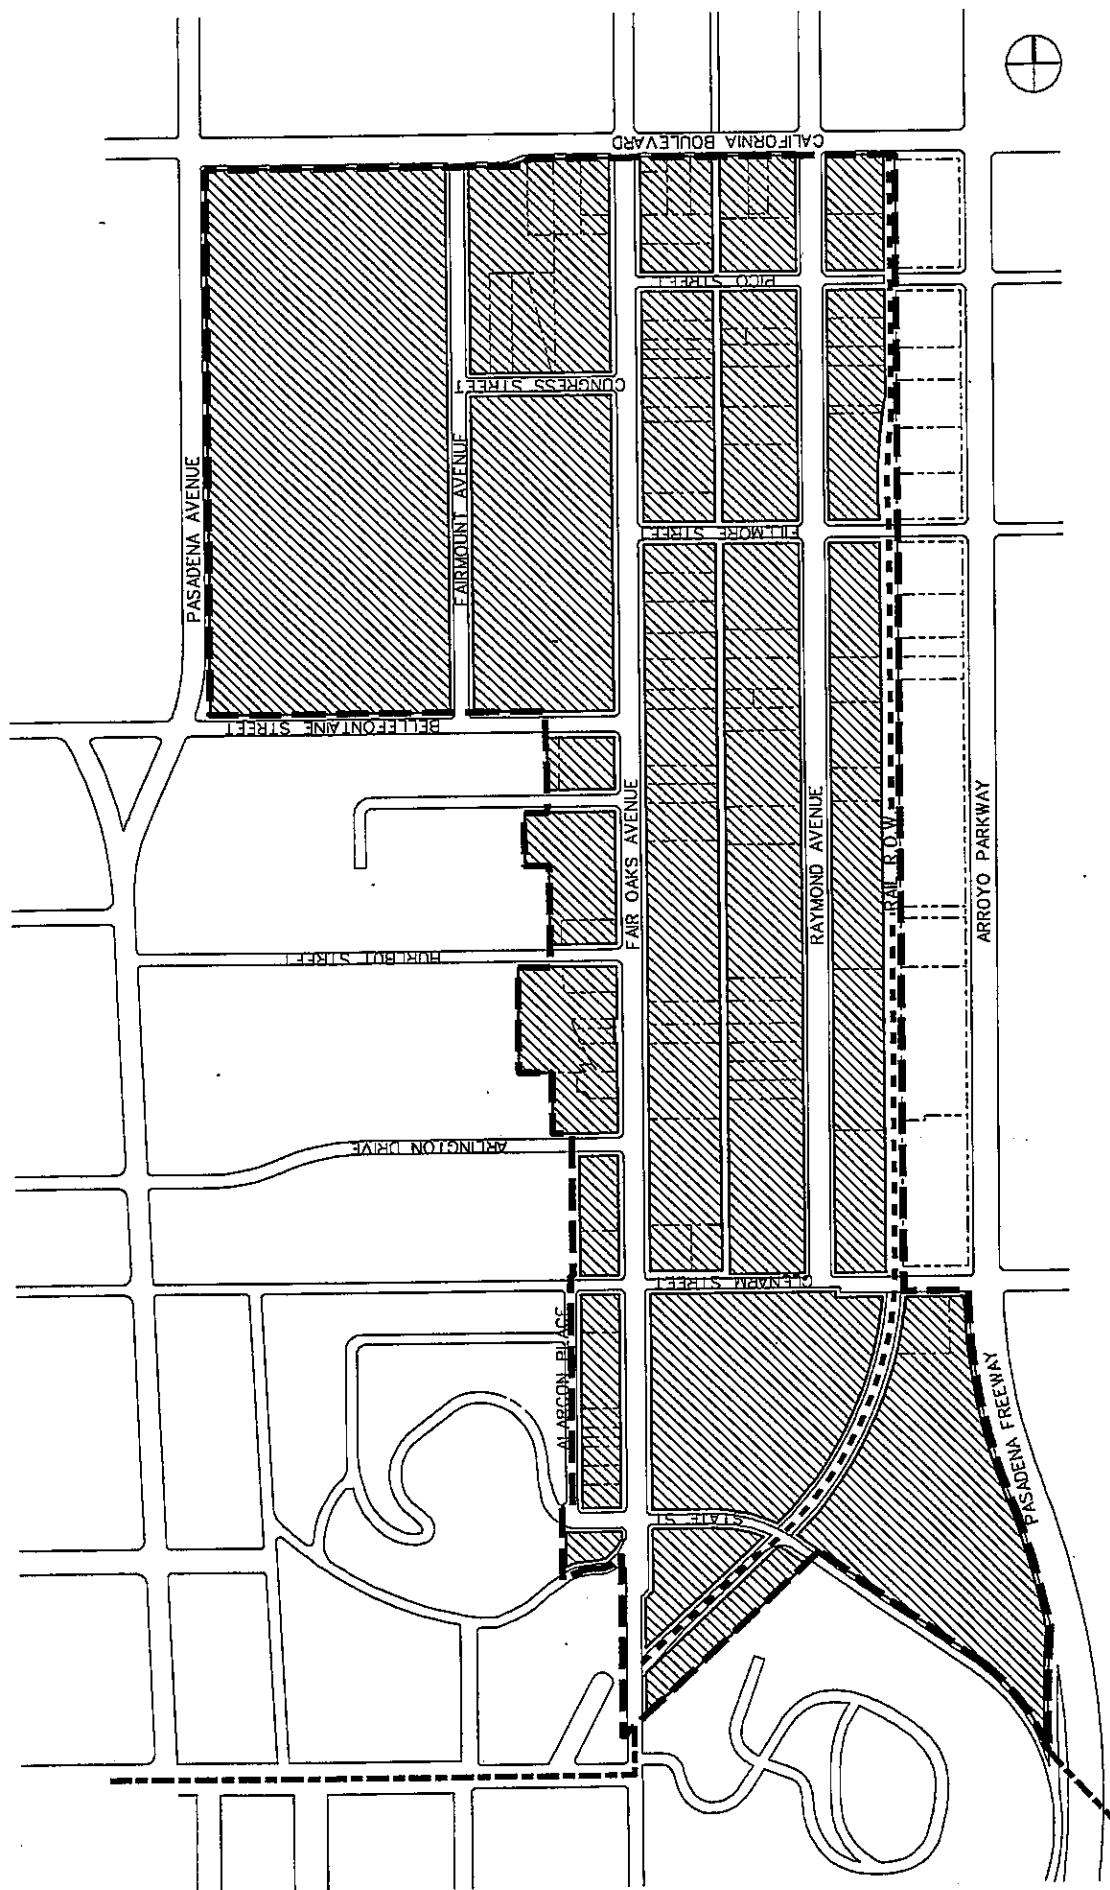 CALIFORNIA BOULEVARD
PICO STREET
CONGRESS STREET
PASADENA AVENUE
FAIRMOUNT AVENUE
FILLMORE STREET
BELLEFONTAINE STREET
FAIR OAKS AVENUE
RAYMOND AVENUE
RAIL R.O.W.
ARROYO PARKWAY
HURLBUT STREET
ARLINGTON DRIVE
GLENARM STREET
ALARCON PLACE
PASADENA FREEWAY
STATE ST